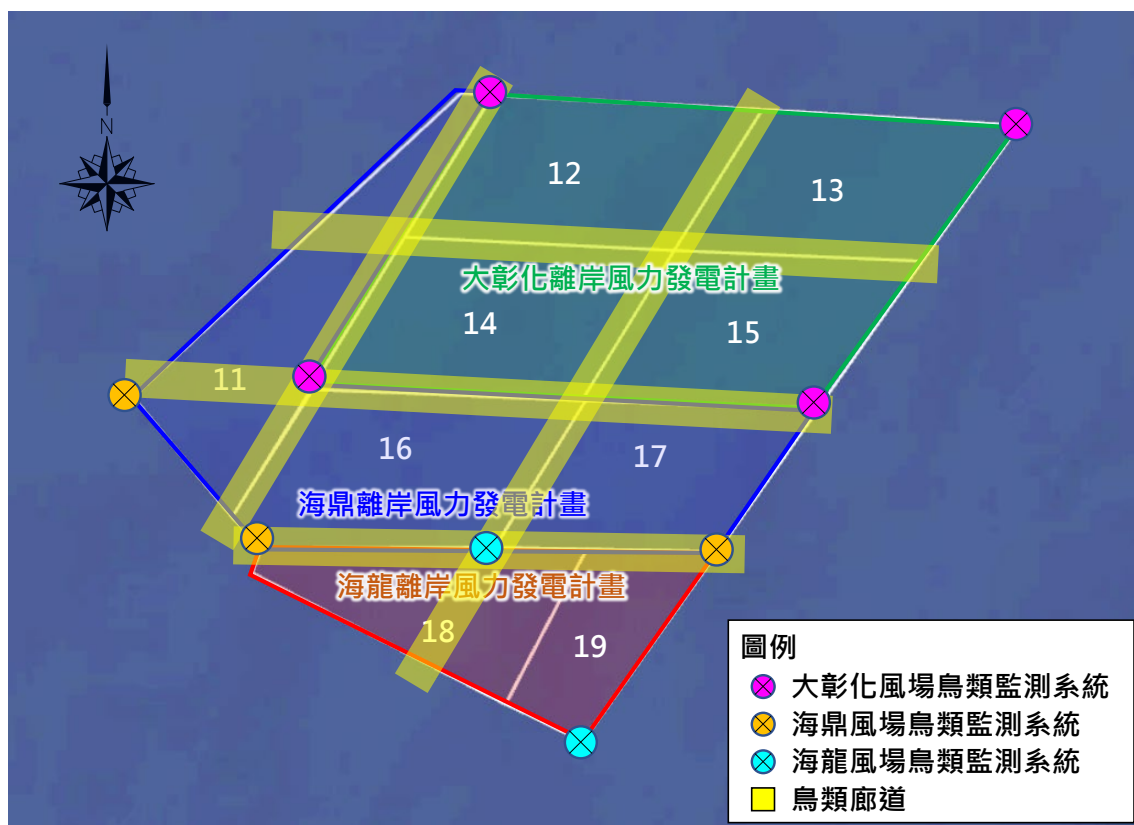 N
12
13
大彰化離岸風力發電計畫
14
15
11
16
17
海鼎離岸風力發電計畫
海龍離岸風力發電計畫
18
19
圖例
大彰化風場鳥類監測系統
海鼎風場鳥類監測系統
海龍風場鳥類監測系統
鳥類廊道